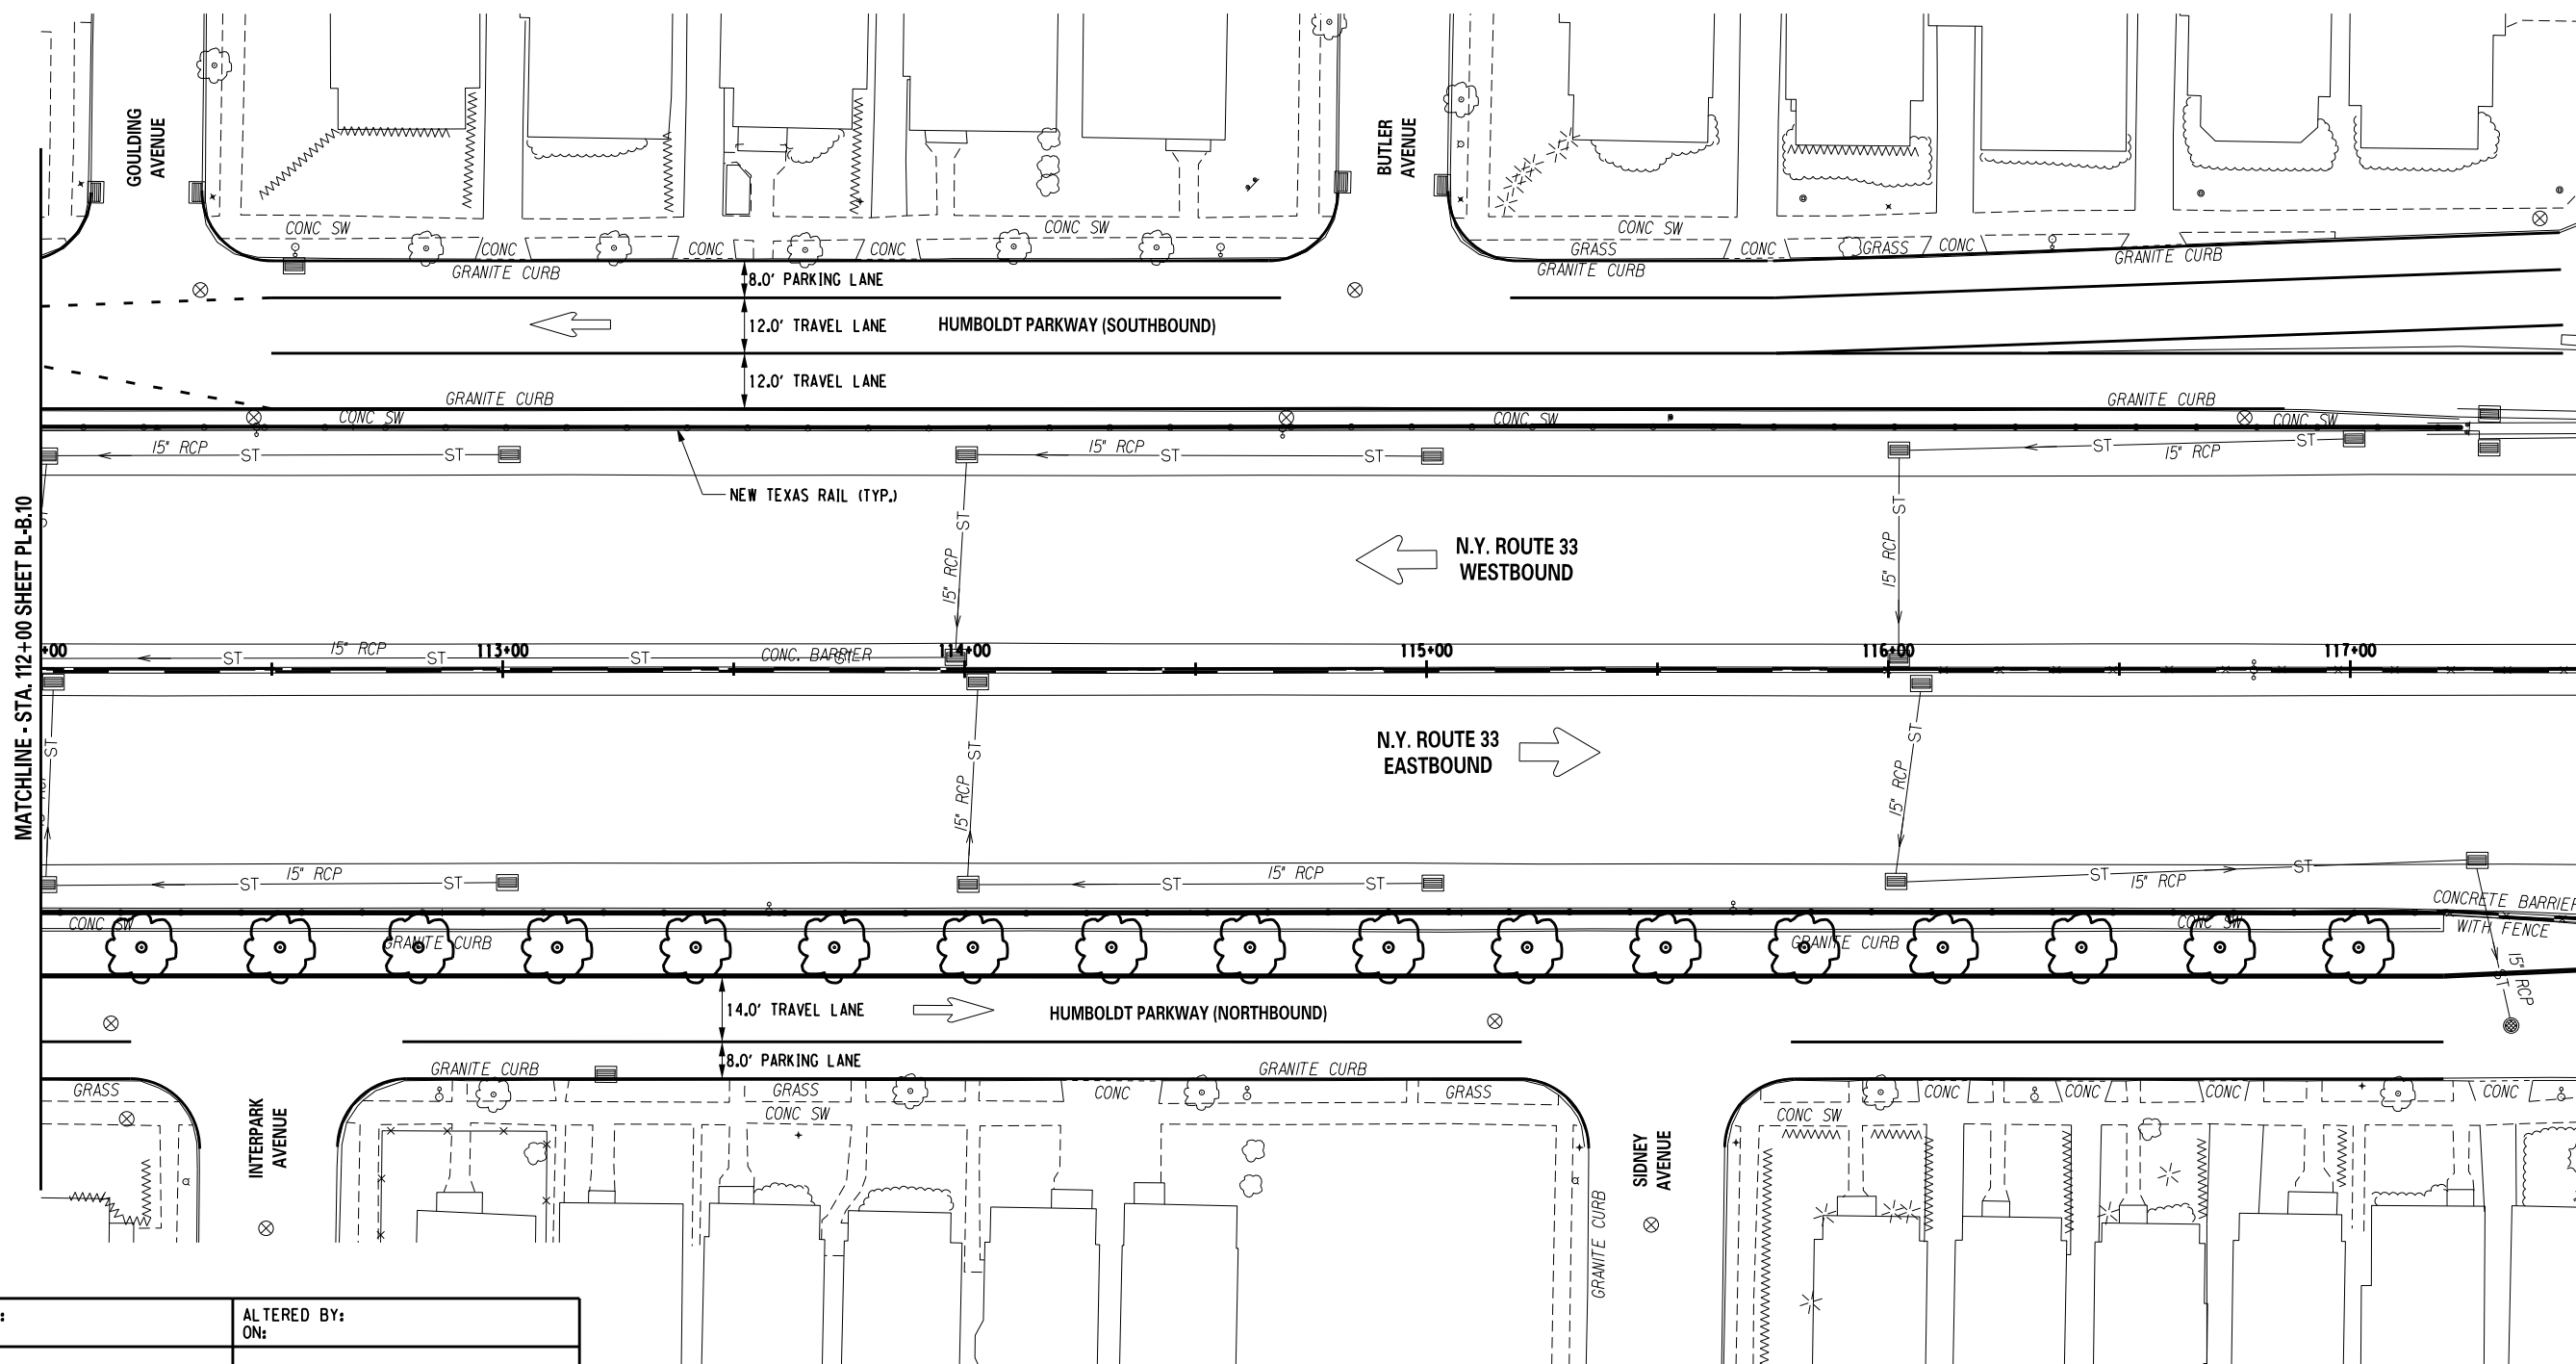 GOULDING
AVENUE
BUTLER
AVENUE
CONC SW
CONC
CONC
CONC
CONC SW
CONC SW
GRASS
CONC
GRASS
CONC
GRANITE CURB
GRANITE CURB
GRANITE CURB
8.0' PARKING LANE
12.0' TRAVEL LANE
HUMBOLDT PARKWAY (SOUTHBOUND)
12.0' TRAVEL LANE
GRANITE CURB
GRANITE CURB
CONC SW
CONC SW
CONC SW
15" RCP
ST
ST
15" RCP
ST
ST
ST
15" RCP
ST
NEW TEXAS RAIL (TYP.)
ST
15" RCP
ST
15" RCP
N.Y. ROUTE 33
WESTBOUND
MATCHLINE - STA. 112+00 SHEET PL-B.10
+00
ST
15" RCP
ST
113+00
ST
CONC. BARRIER
ST
114+00
115+00
116+00
117+00
ST
ST
15" RCP
ST
15" RCP
N.Y. ROUTE 33
EASTBOUND
ST
15" RCP
ST
ST
15" RCP
ST
ST
15" RCP
ST
CONC SW
GRANITE CURB
GRANITE CURB
CONC SW
CONCRETE BARRIER
WITH FENCE
15" RCP
ST
14.0' TRAVEL LANE
HUMBOLDT PARKWAY (NORTHBOUND)
8.0' PARKING LANE
GRANITE CURB
GRANITE CURB
GRASS
GRASS
CONC
GRASS
CONC
CONC
CONC
CONC
CONC SW
CONC SW
INTERPARK
AVENUE
SIDNEY
AVENUE
GRANITE CURB
ALTERED BY:
ON: